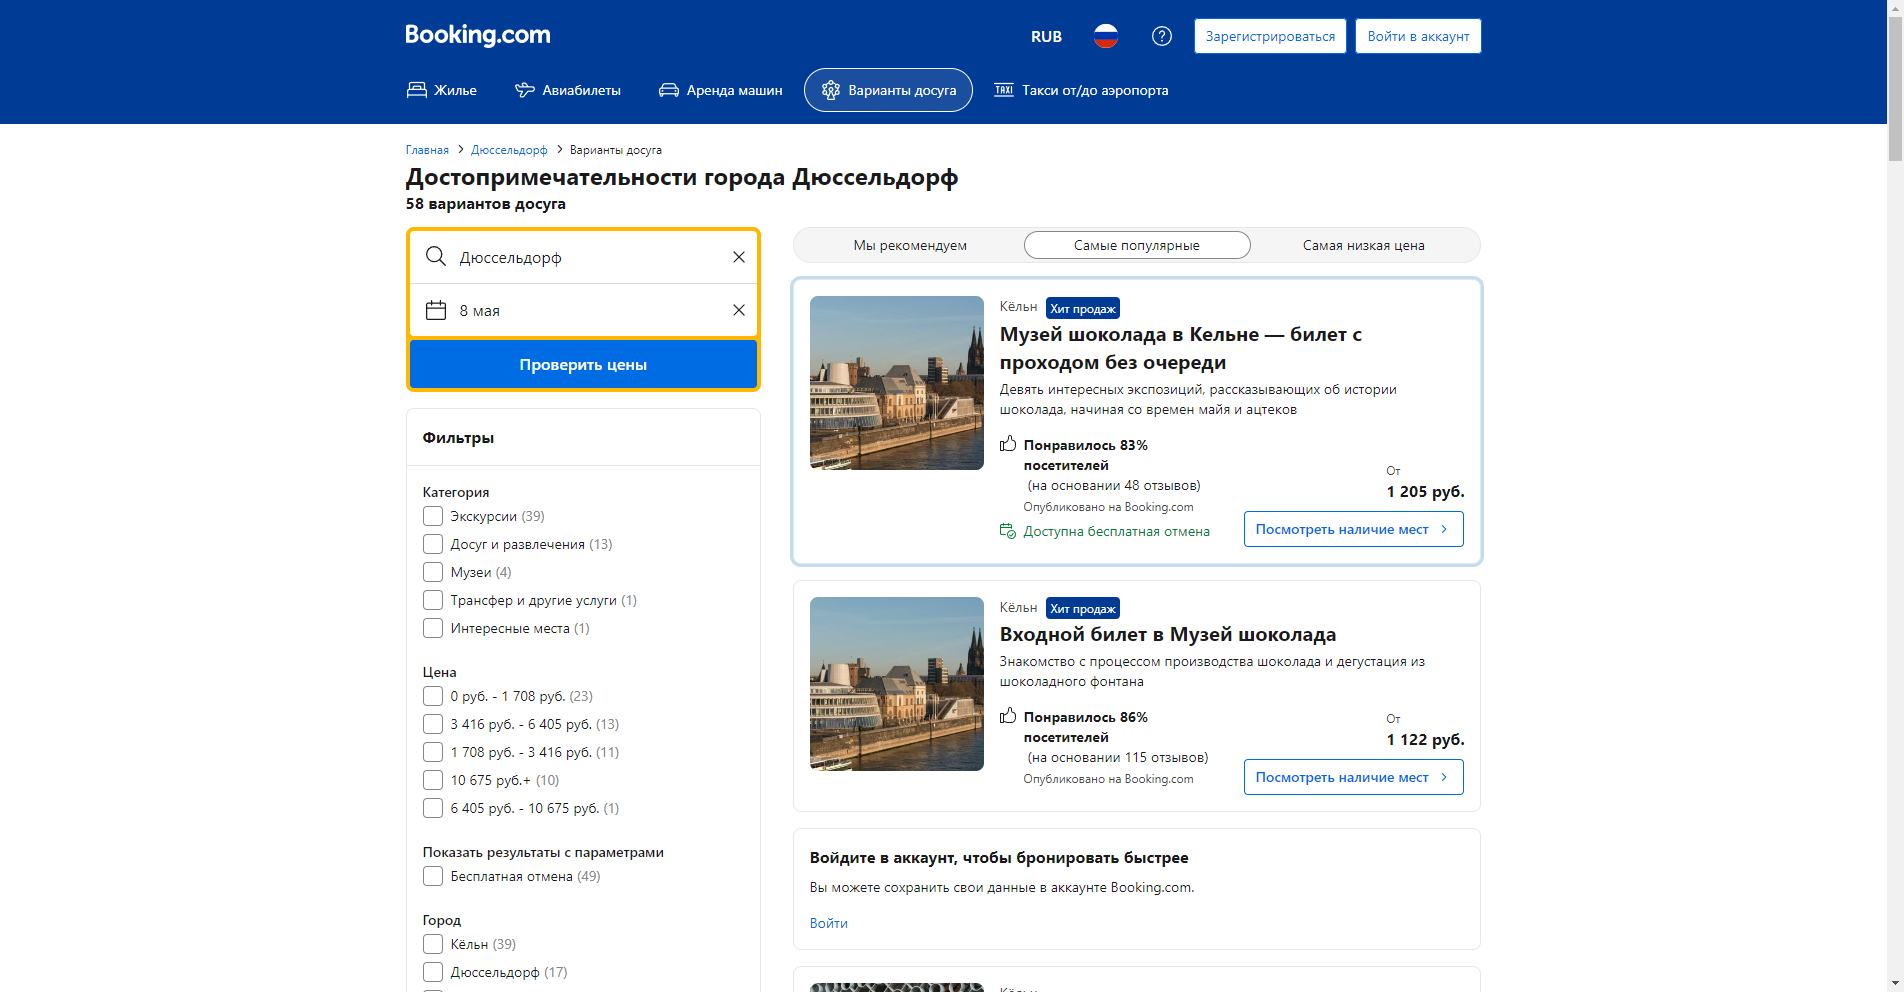 Booking.com
RUB
Зарегистрироваться
Войти в аккаунт
Жилье
Авиабилеты
Аренда машин
Варианты досуга
TAXI
Такси от/до аэропорта
Главная > Дюссельдорф > Варианты досуга
Достопримечательности города Дюссельдорф
58 вариантов досуга
Дюссельдорф
8 мая
Проверить цены
Фильтры
Категория
Экскурсии (39)
Досуг и развлечения (13)
Музеи (4)
Трансфер и другие услуги (1)
Интересные места (1)
Цена
0 руб. - 1 708 руб. (23)
3 416 руб. - 6 405 руб. (13)
1 708 руб. - 3 416 руб. (11)
10 675 руб.+ (10)
6 405 руб. - 10 675 руб. (1)
Показать результаты с параметрами
Бесплатная отмена (49)
Город
Кёльн (39)
Дюссельдорф (17)
Мы рекомендуем
Самые популярные
Самая низкая цена
Кёльн
Хит продаж
Музей шоколада в Кельне — билет с
проходом без очереди
Девять интересных экспозиций, рассказывающих об истории
шоколада, начиная со времен майя и ацтеков
Понравилось 83%
посетителей
(на основании 48 отзывов)
Опубликовано на Booking.com
Доступна бесплатная отмена
От
1 205 руб.
Посмотреть наличие мест
Кёльн
Хит продаж
Входной билет в Музей шоколада
Знакомство с процессом производства шоколада и дегустация из
шоколадного фонтана
Понравилось 86%
посетителей
(на основании 115 отзывов)
Опубликовано на Booking.com
От
1 122 руб.
Посмотреть наличие мест
Войдите в аккаунт, чтобы бронировать быстрее
Вы можете сохранить свои данные в аккаунте Booking.com.
Войти
Кёльн